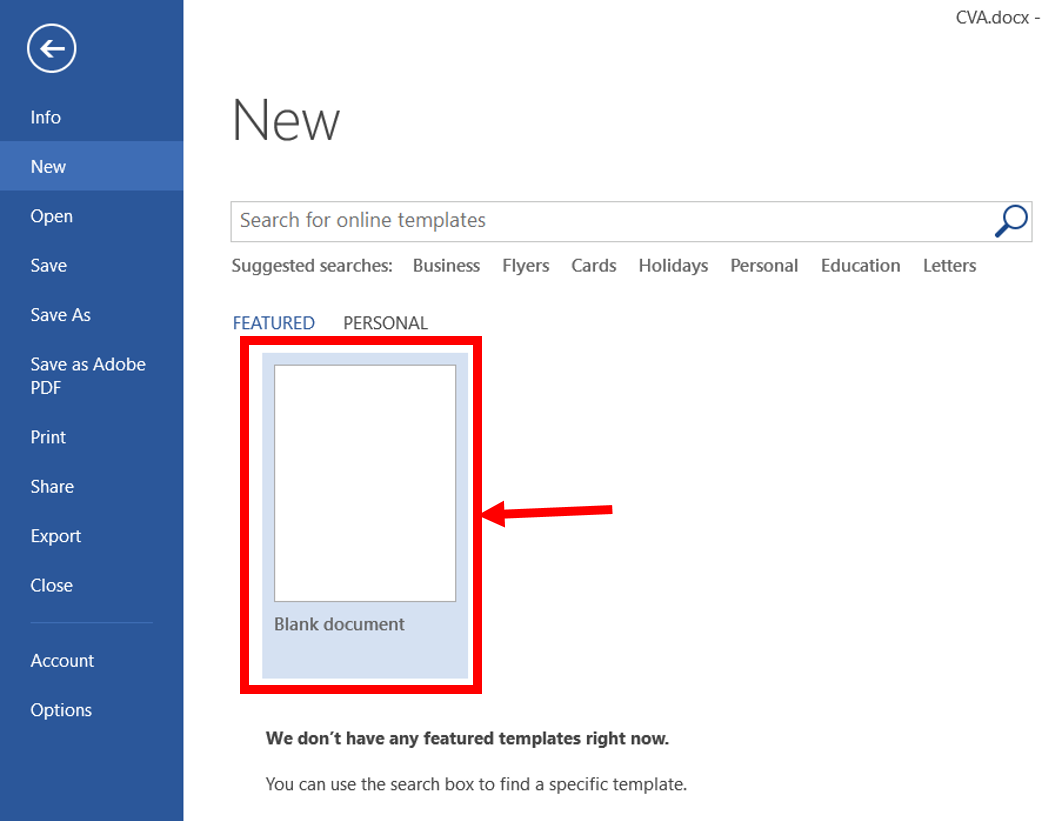 CVA.docx -
Info
New
Open
Save
Save As
Save as Adobe
PDF
Print
Share
Export
Close
Account
Options
New
Search for online templates
Suggested searches: Business Flyers Cards Holidays Personal Education Letters
FEATURED PERSONAL
Blank document
We don't have any featured templates right now.
You can use the search box to find a specific template.